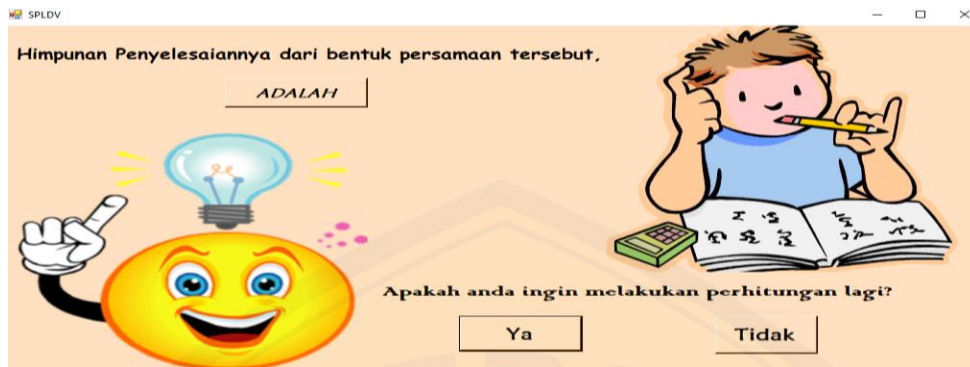 SPLDV
Himpunan Penyelesaiannya dari bentuk persamaan tersebut,
ADALAH
Apakah anda ingin melakukan perhitungan lagi?
Ya
Tidak